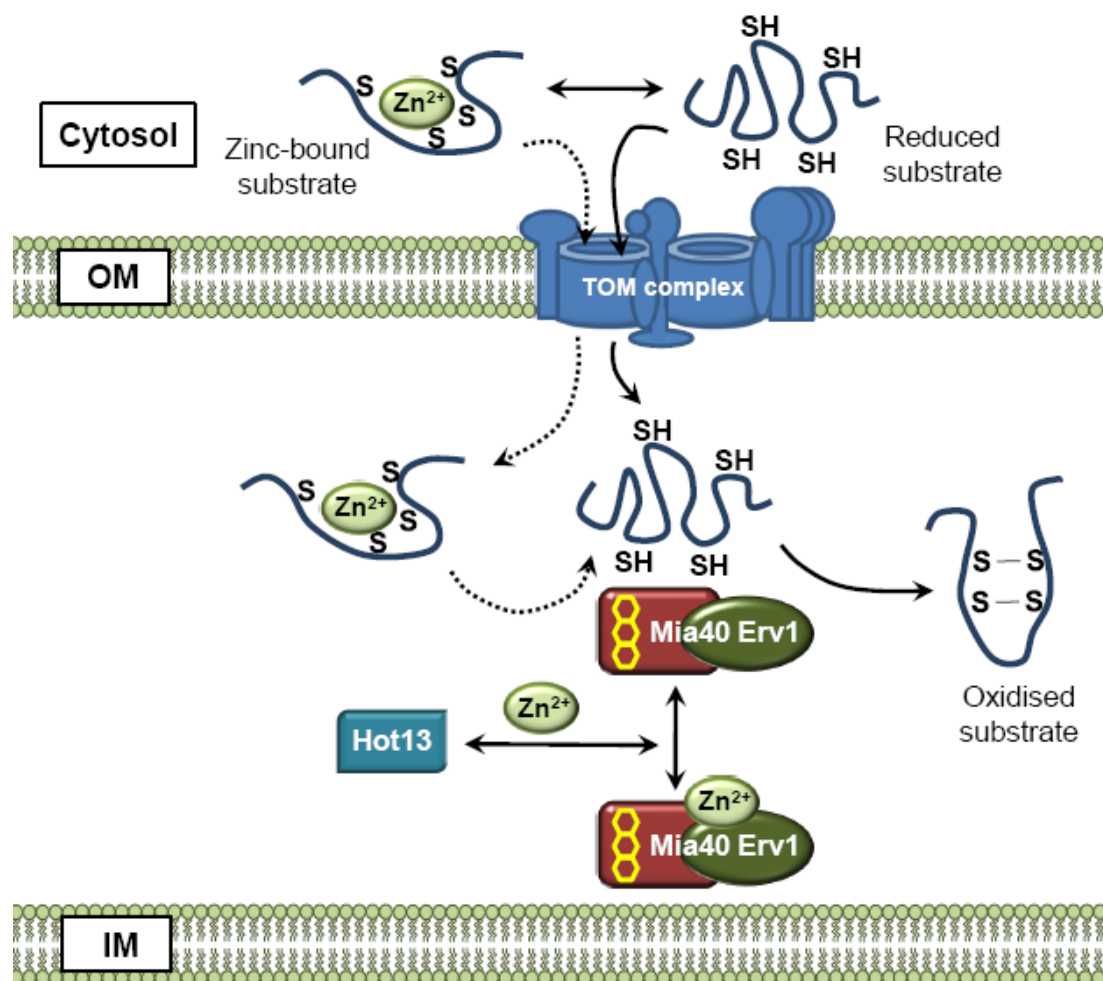 SH
S
S
SH
Zn²⁺
S
Cytosol
S
Zinc-bound
substrate
SH
SH
Reduced
substrate
OM
TOM complex
SH
S
SH
S
Zn²⁺
S
S
SH
SH
S — S
S — S
Mia40 Erv1
Oxidised
substrate
Zn²⁺
Hot13
Zn²⁺
Mia40 Erv1
IM